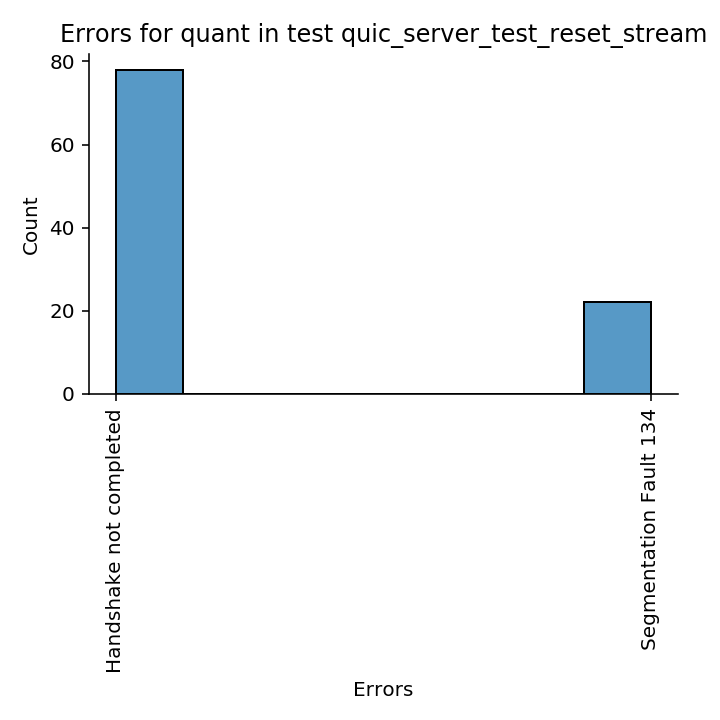 Errors for quant in test quic_server_test_reset_stream
80
60
40
20
0
Count
Handshake not completed
Segmentation Fault 134
Errors